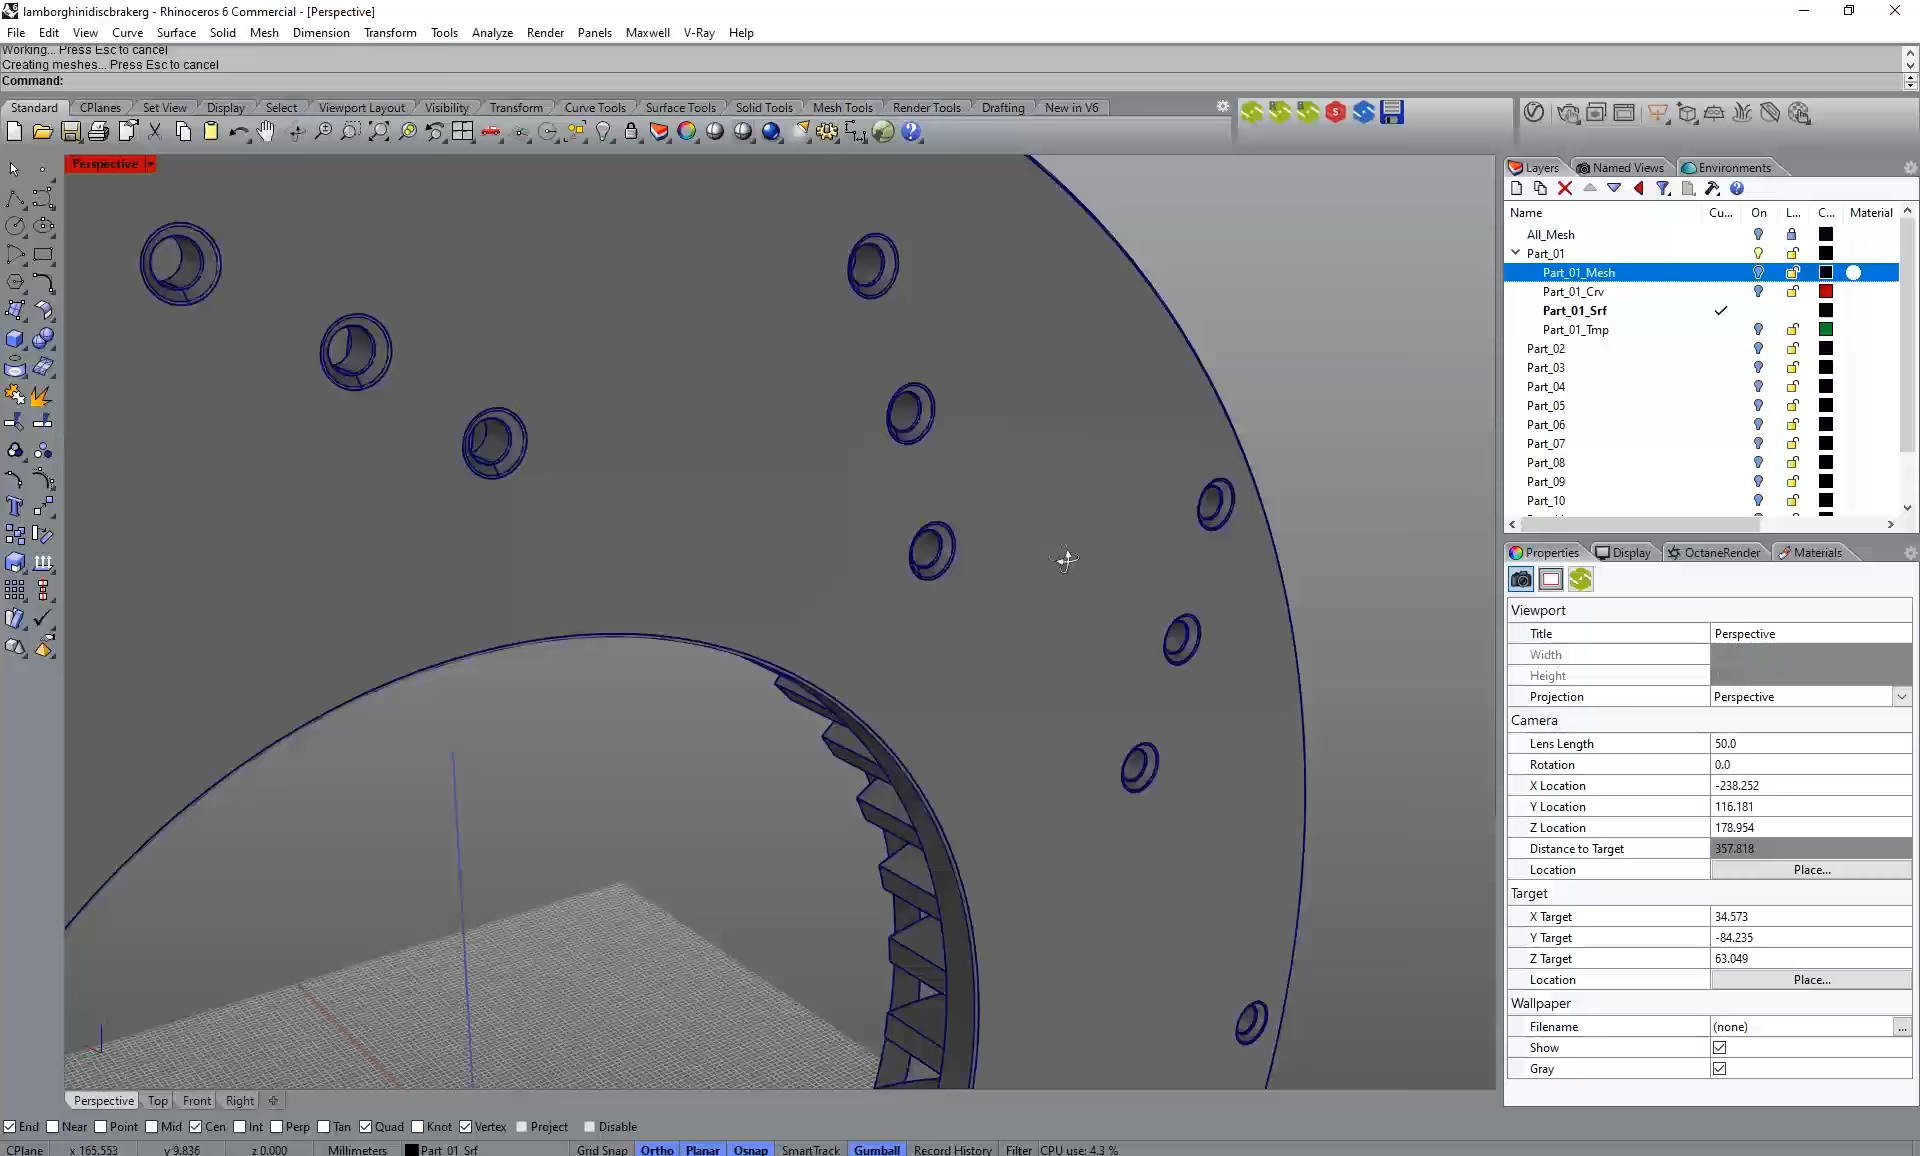 lamborghinidiscbrakerg - Rhinoceros 6 Commercial - [Perspective]
File Edit View Curve Surface Solid Mesh Dimension Transform Tools Analyze Render Panels Maxwell V-Ray Help
Working... Press Esc to cancel
Creating meshes... Press Esc to cancel
Command:
Standard CPlanes Set View Display Select Viewport Layout Visibility Transform Curve Tools Surface Tools Solid Tools Mesh Tools Render Tools Drafting New in V6
Perspective
Layers Named Views Environments
Name Cu... On L... C... Material
All_Mesh
Part_01
Part_01_Mesh
Part_01_Crv
Part_01_Srf
Part_01_Tmp
Part_02
Part_03
Part_04
Part_05
Part_06
Part_07
Part_08
Part_09
Part_10
Properties Display OctaneRender Materials
Viewport
Title Perspective
Width
Height
Projection Perspective
Camera
Lens Length 50.0
Rotation 0.0
X Location -238.252
Y Location 116.181
Z Location 178.954
Distance to Target 357.818
Location Place...
Target
X Target 34.573
Y Target -84.235
Z Target 63.049
Location Place...
Wallpaper
Filename (none) ...
Show
Gray
Perspective Top Front Right
End Near Point Mid Cen Int Perp Tan Quad Knot Vertex Project Disable
CPlane x 165.553 y 9.836 z 0.000 Millimeters Part_01_Srf Grid Snap Ortho Planar Osnap SmartTrack Gumball Record History Filter CPU use: 4.3 %